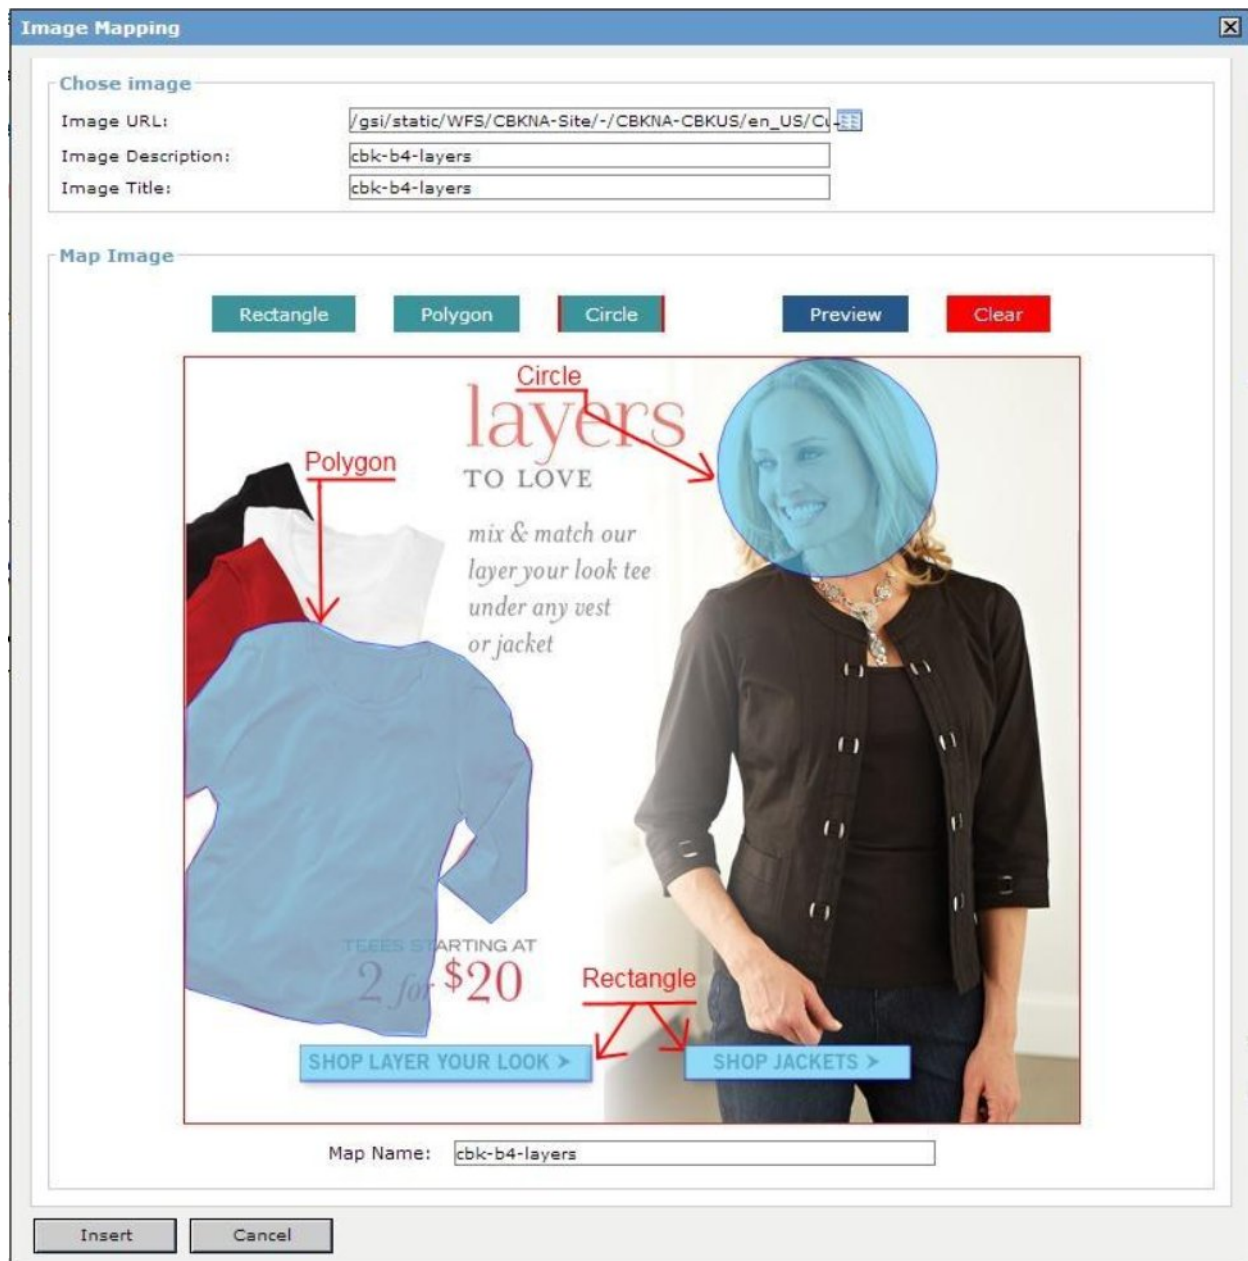 Image Mapping
Chose image
Image URL: /gsi/static/WFS/CBKNA-Site/-/CBKNA-CBKUS/en_US/Cu
Image Description: cbk-b4-layers
Image Title: cbk-b4-layers
Map Image
Rectangle Polygon Circle Preview Clear
Circle
layers
Polygon
TO LOVE
mix & match our
layer your look tee
under any vest
or jacket
TEEES STARTING AT
2 for $20
Rectangle
SHOP LAYER YOUR LOOK ➤ SHOP JACKETS ➤
Map Name: cbk-b4-layers
Insert Cancel